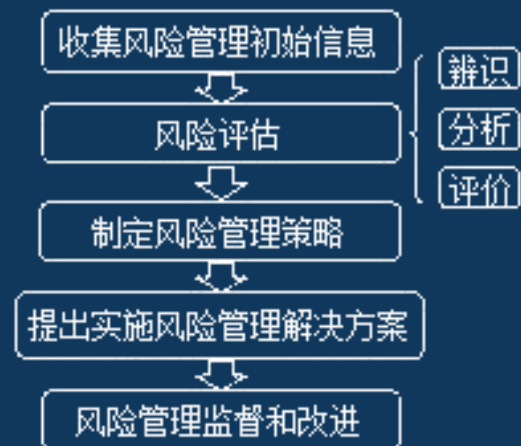 收集风险管理初始信息
辨识
风险评估
分析
评价
制定风险管理策略
提出实施风险管理解决方案
风险管理监督和改进